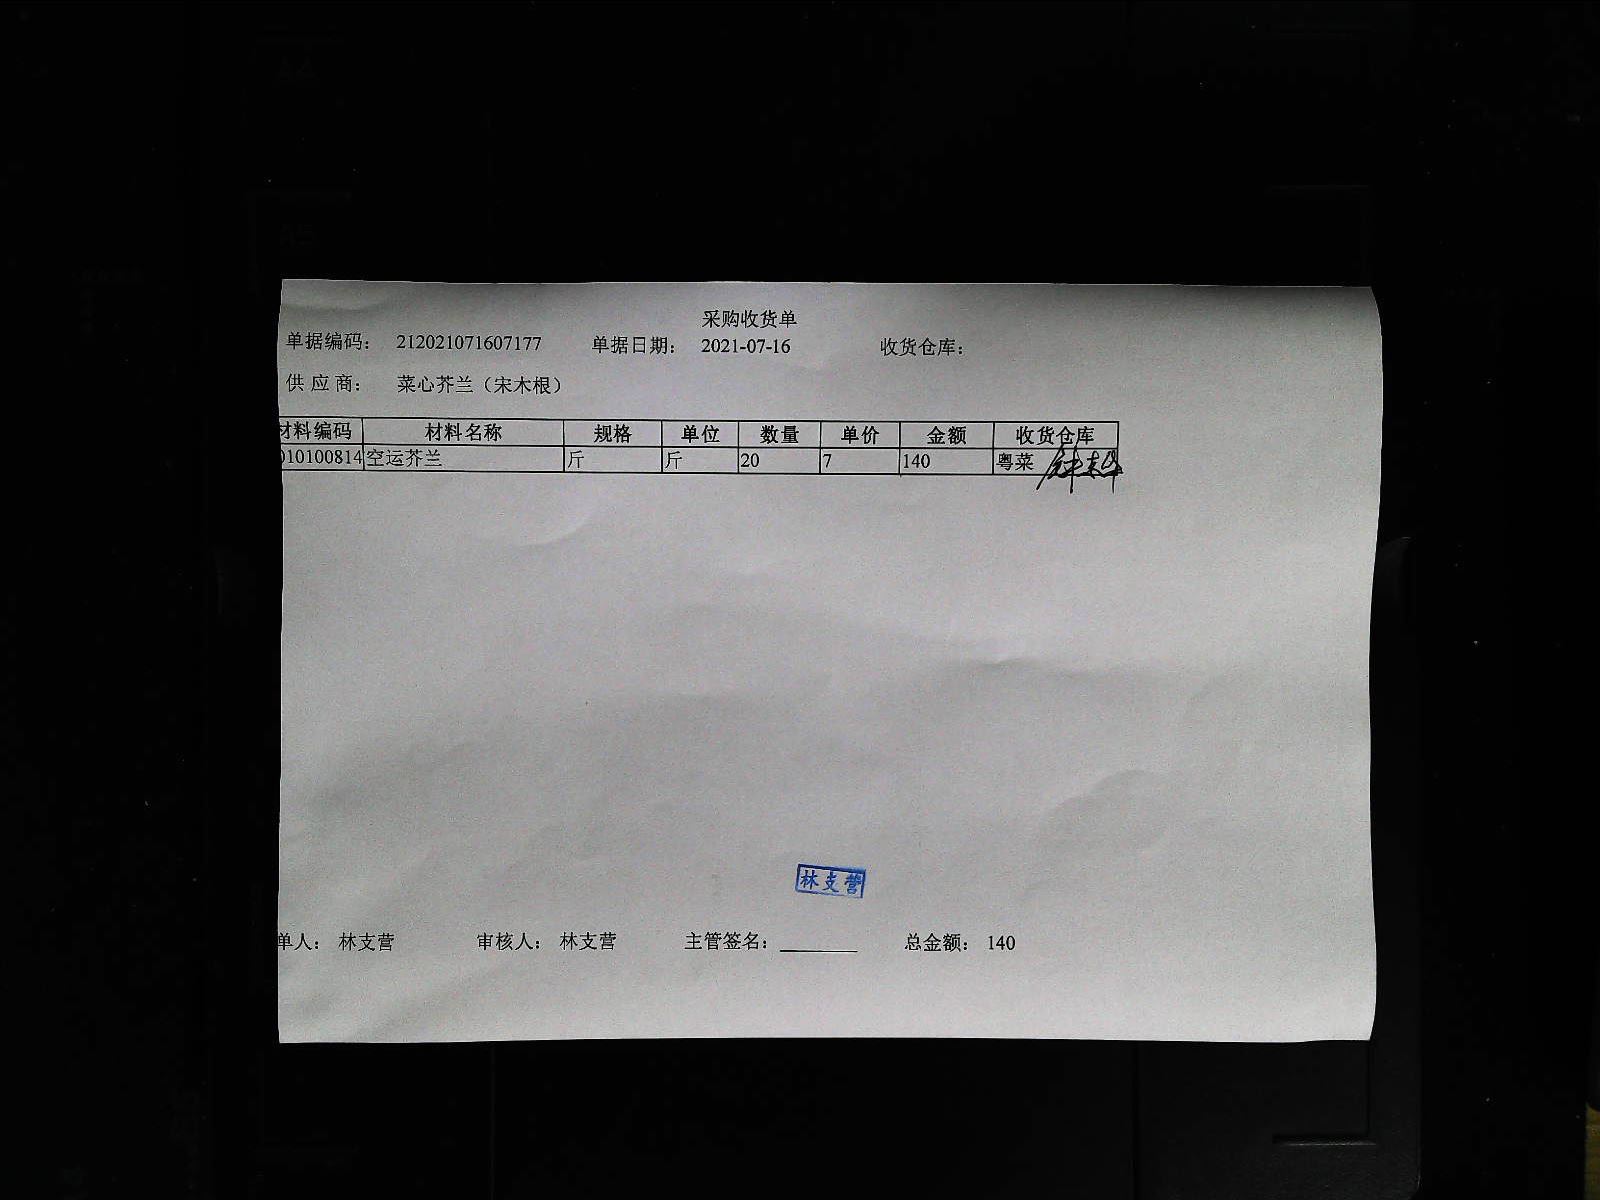 采购收货单
单据编码： 212021071607177 单据日期： 2021-07-16 收货仓库：
供 应 商： 菜心芥兰（宋木根）
材料编码 材料名称 规格 单位 数量 单价 金额 收货仓库
010100814 空运芥兰 斤 斤 20 7 140 粤菜
林支营
单人： 林支营 审核人： 林支营 主管签名： 总金额： 140